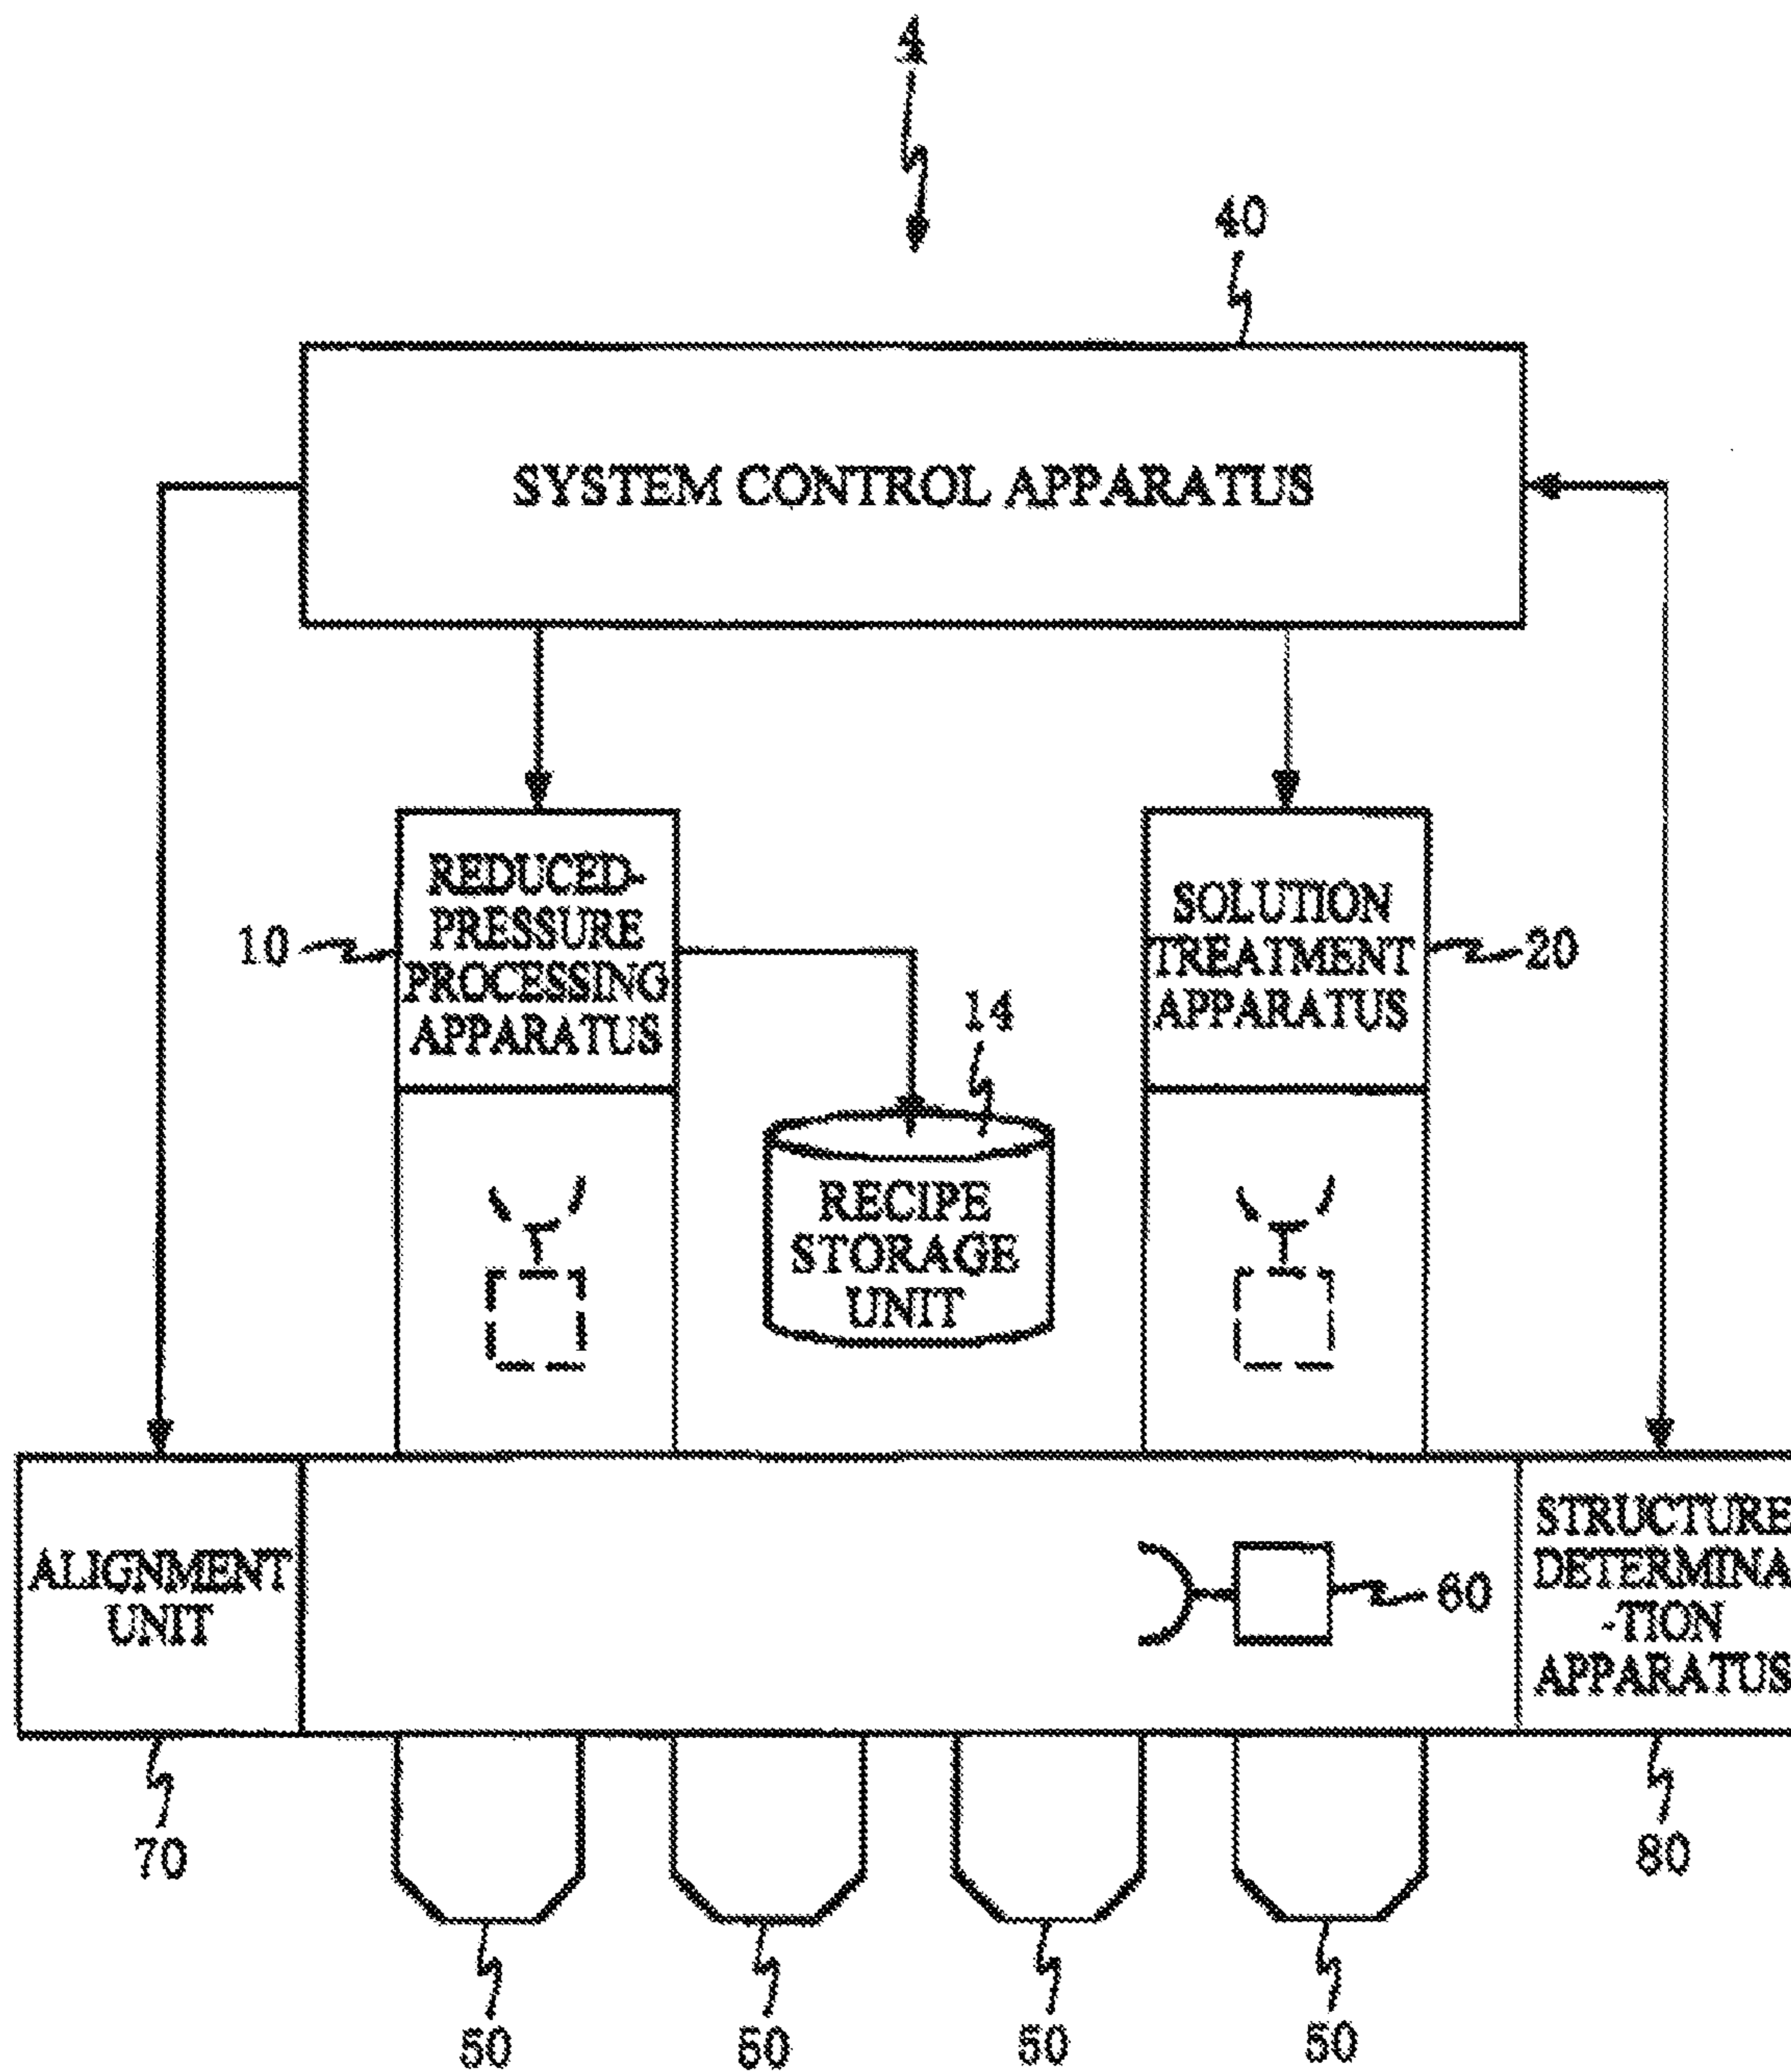 4
40
SYSTEM CONTROL APPARATUS
REDUCED-
PRESSURE
PROCESSING
APPARATUS
10
SOLUTION
TREATMENT
APPARATUS
20
14
RECIPE
STORAGE
UNIT
ALIGNMENT
UNIT
60
STRUCTURE
DETERMINA
-TION
APPARATUS
70
80
50
50
50
50